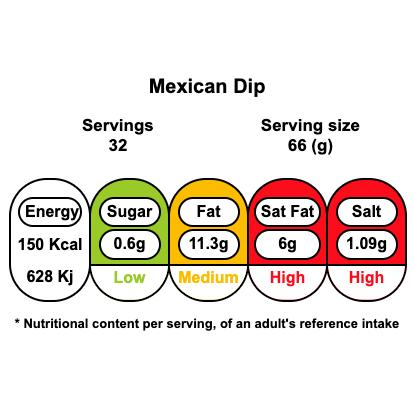 Mexican Dip
Servings
32
Serving size
66 (g)
Energy
150 Kcal
628 Kj
Sugar
0.6g
Low
Fat
11.3g
Medium
Sat Fat
6g
High
Salt
1.09g
High
* Nutritional content per serving, of an adult's reference intake